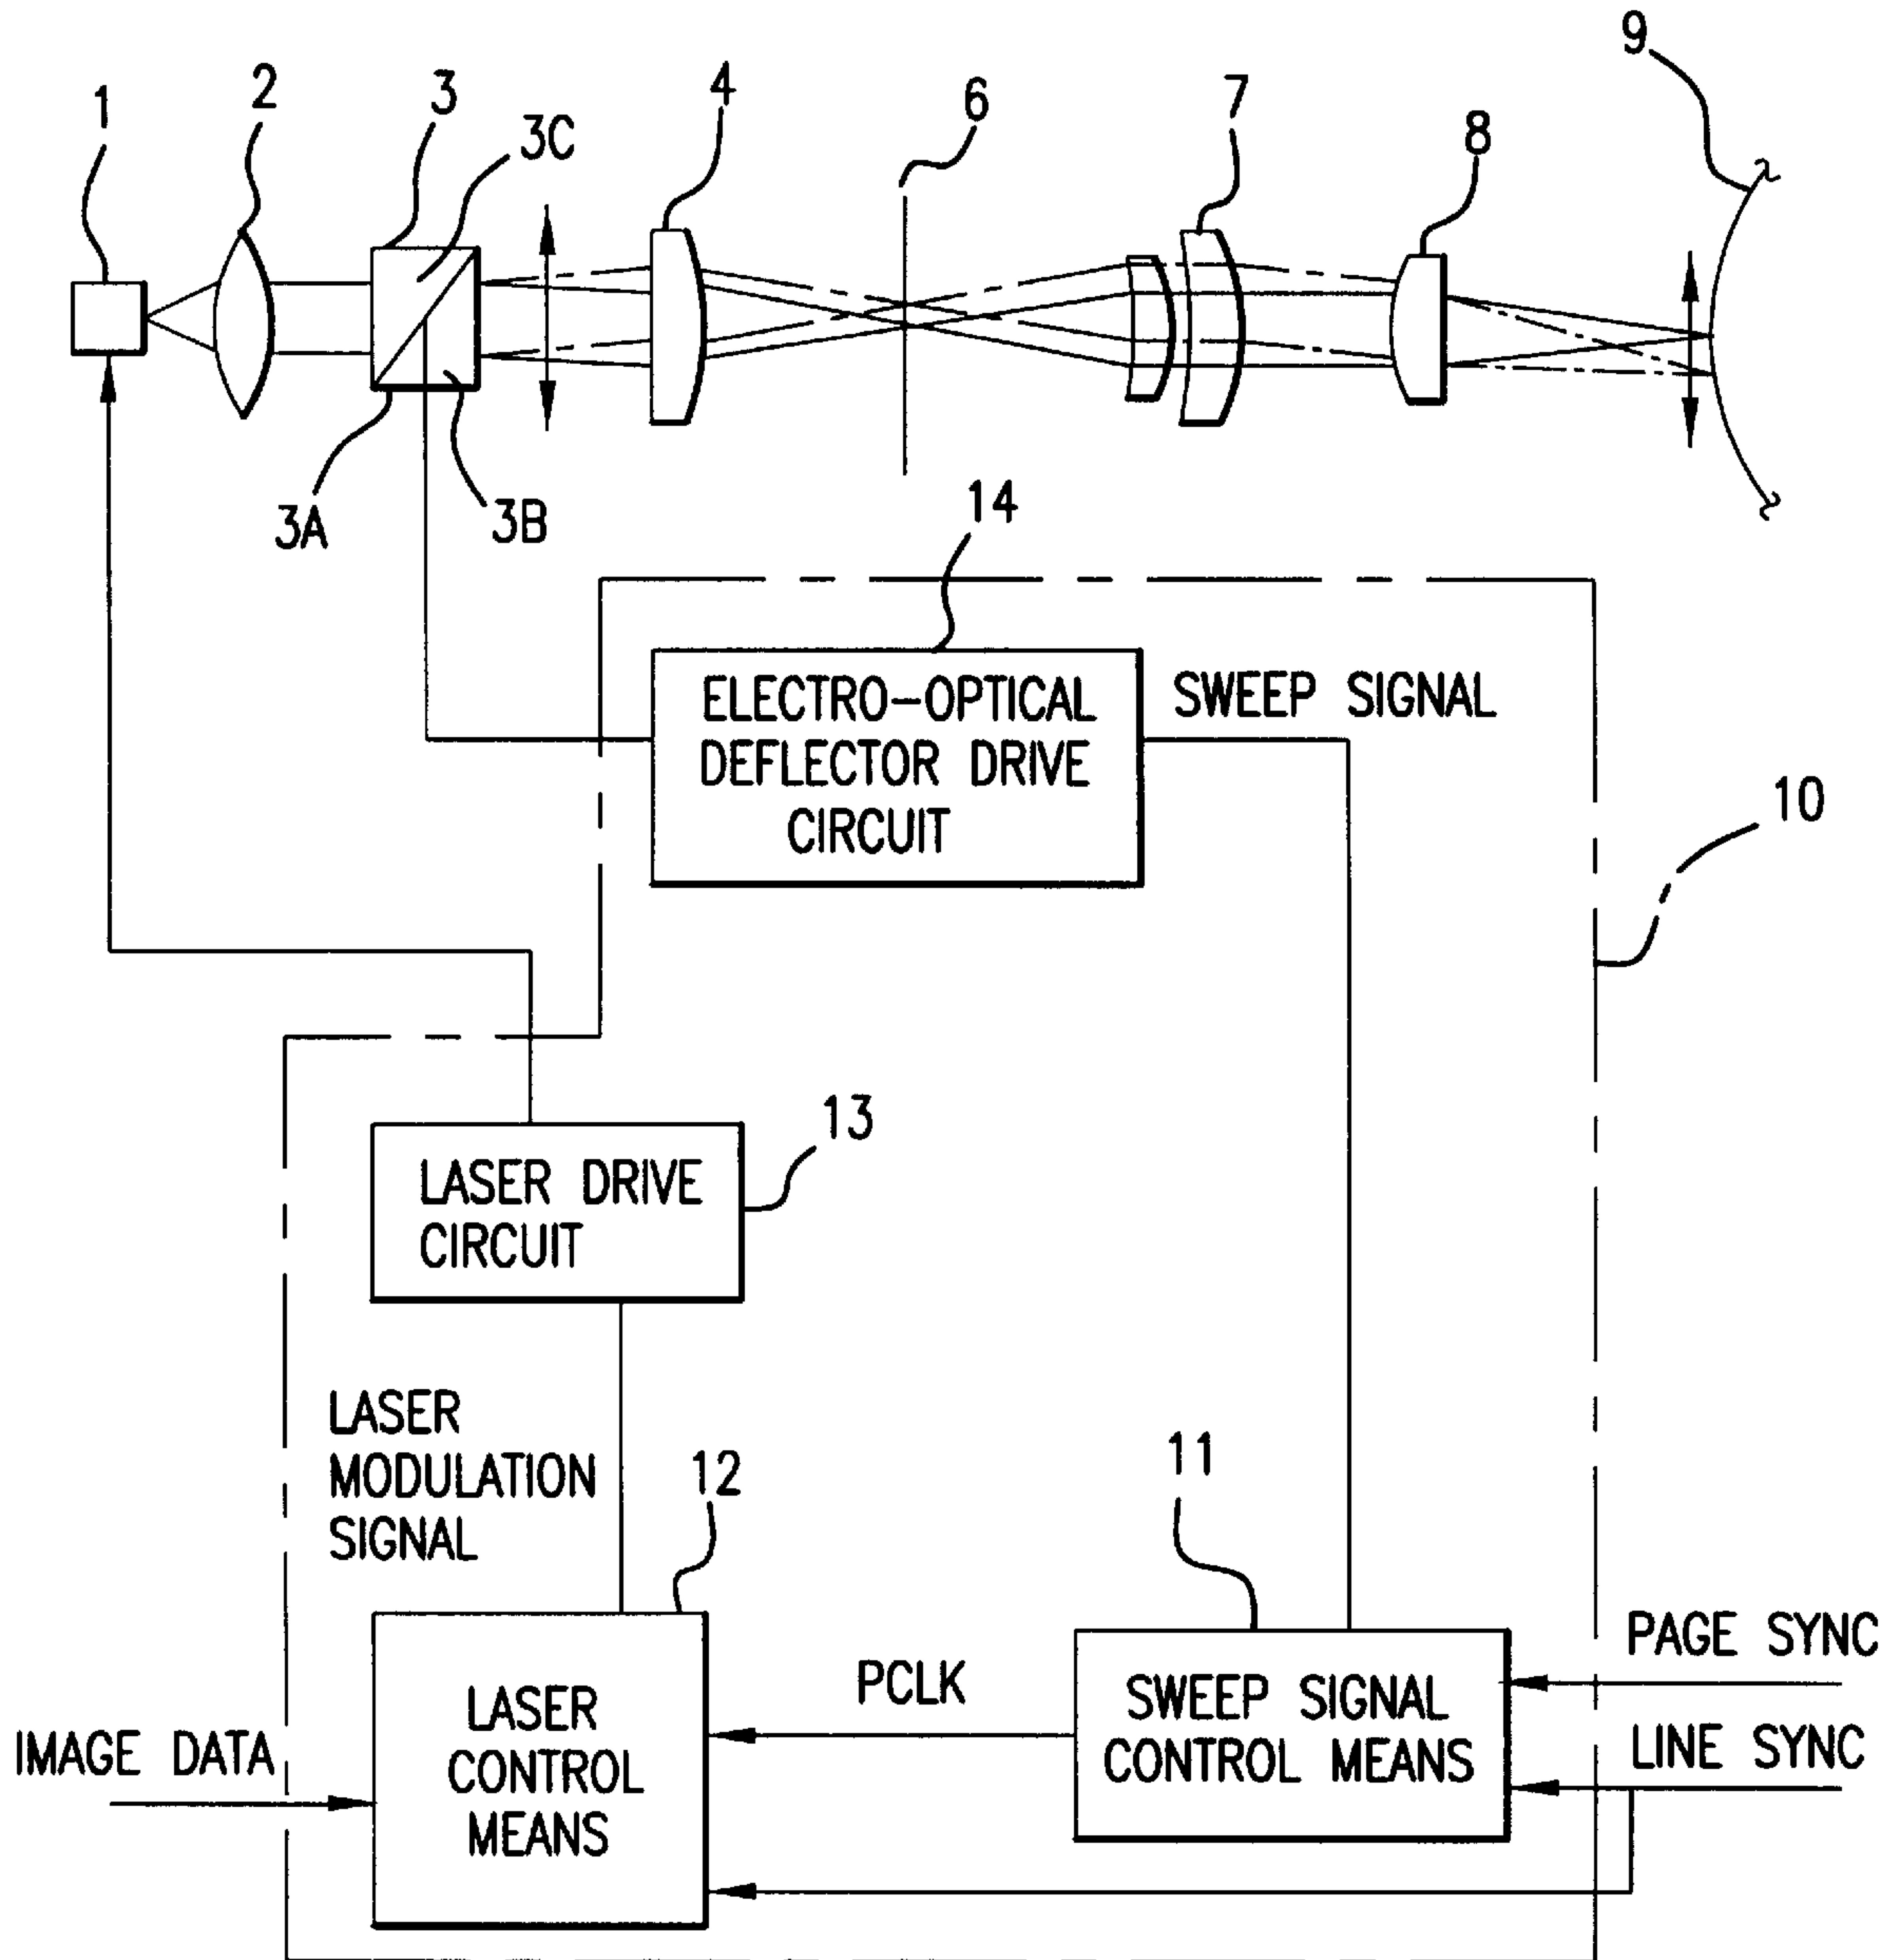 9
1
2
3
3C
4
6
7
8
3A
3B
14
ELECTRO-OPTICAL
DEFLECTOR DRIVE
CIRCUIT
SWEEP SIGNAL
10
13
LASER DRIVE
CIRCUIT
LASER
MODULATION
SIGNAL
12
11
PAGE SYNC
PCLK
LASER
CONTROL
MEANS
SWEEP SIGNAL
CONTROL MEANS
LINE SYNC
IMAGE DATA